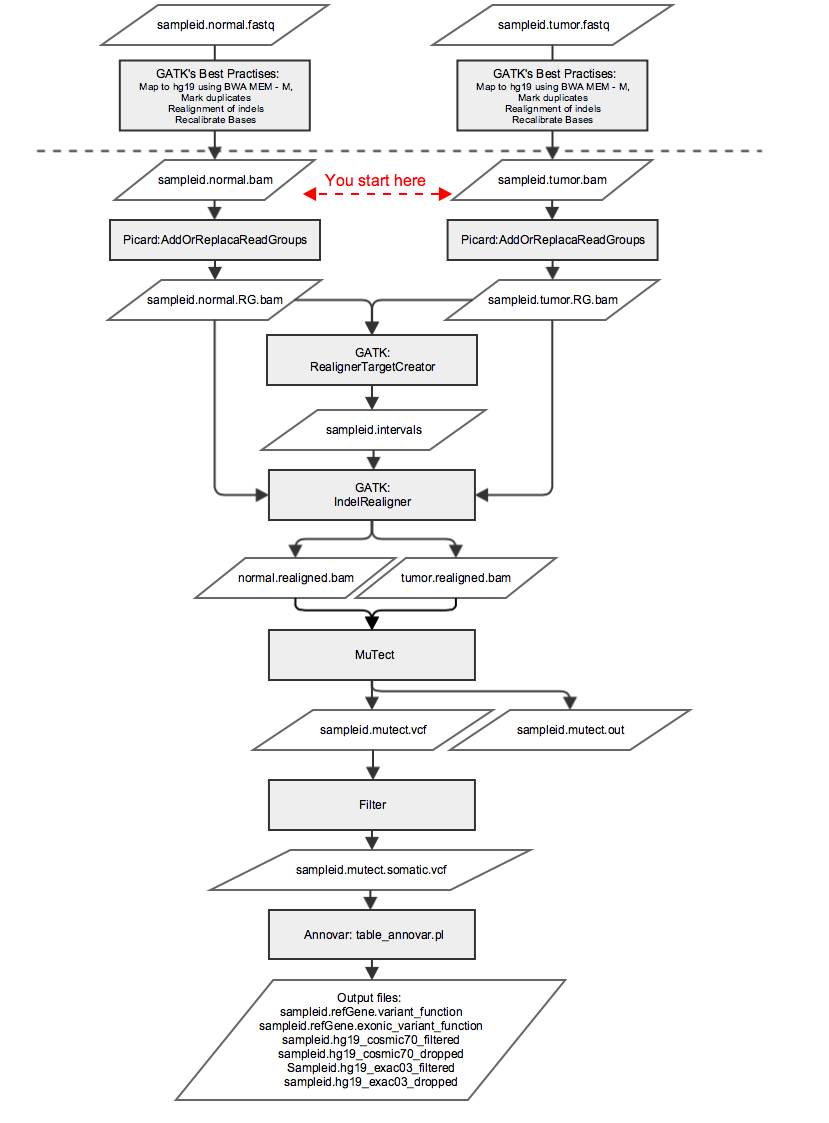 sampleid.normal.fastq
sampleid.tumor.fastq
GATK's Best Practises:
Map to hg19 using BWA MEM - M,
Mark duplicates
Realignment of indels
Recalibrate Bases
GATK's Best Practises:
Map to hg19 using BWA MEM - M,
Mark duplicates
Realignment of indels
Recalibrate Bases
sampleid.normal.bam
You start here
sampleid.tumor.bam
Picard:AddOrReplacaReadGroups
Picard:AddOrReplacaReadGroups
sampleid.normal.RG.bam
sampleid.tumor.RG.bam
GATK:
RealignerTargetCreator
sampleid.intervals
GATK:
IndelRealigner
normal.realigned.bam
tumor.realigned.bam
MuTect
sampleid.mutect.vcf
sampleid.mutect.out
Filter
sampleid.mutect.somatic.vcf
Annovar: table_annovar.pl
Output files:
sampleid.refGene.variant_function
sampleid.refGene.exonic_variant_function
sampleid.hg19_cosmic70_filtered
sampleid.hg19_cosmic70_dropped
Sampleid.hg19_exac03_filtered
sampleid.hg19_exac03_dropped